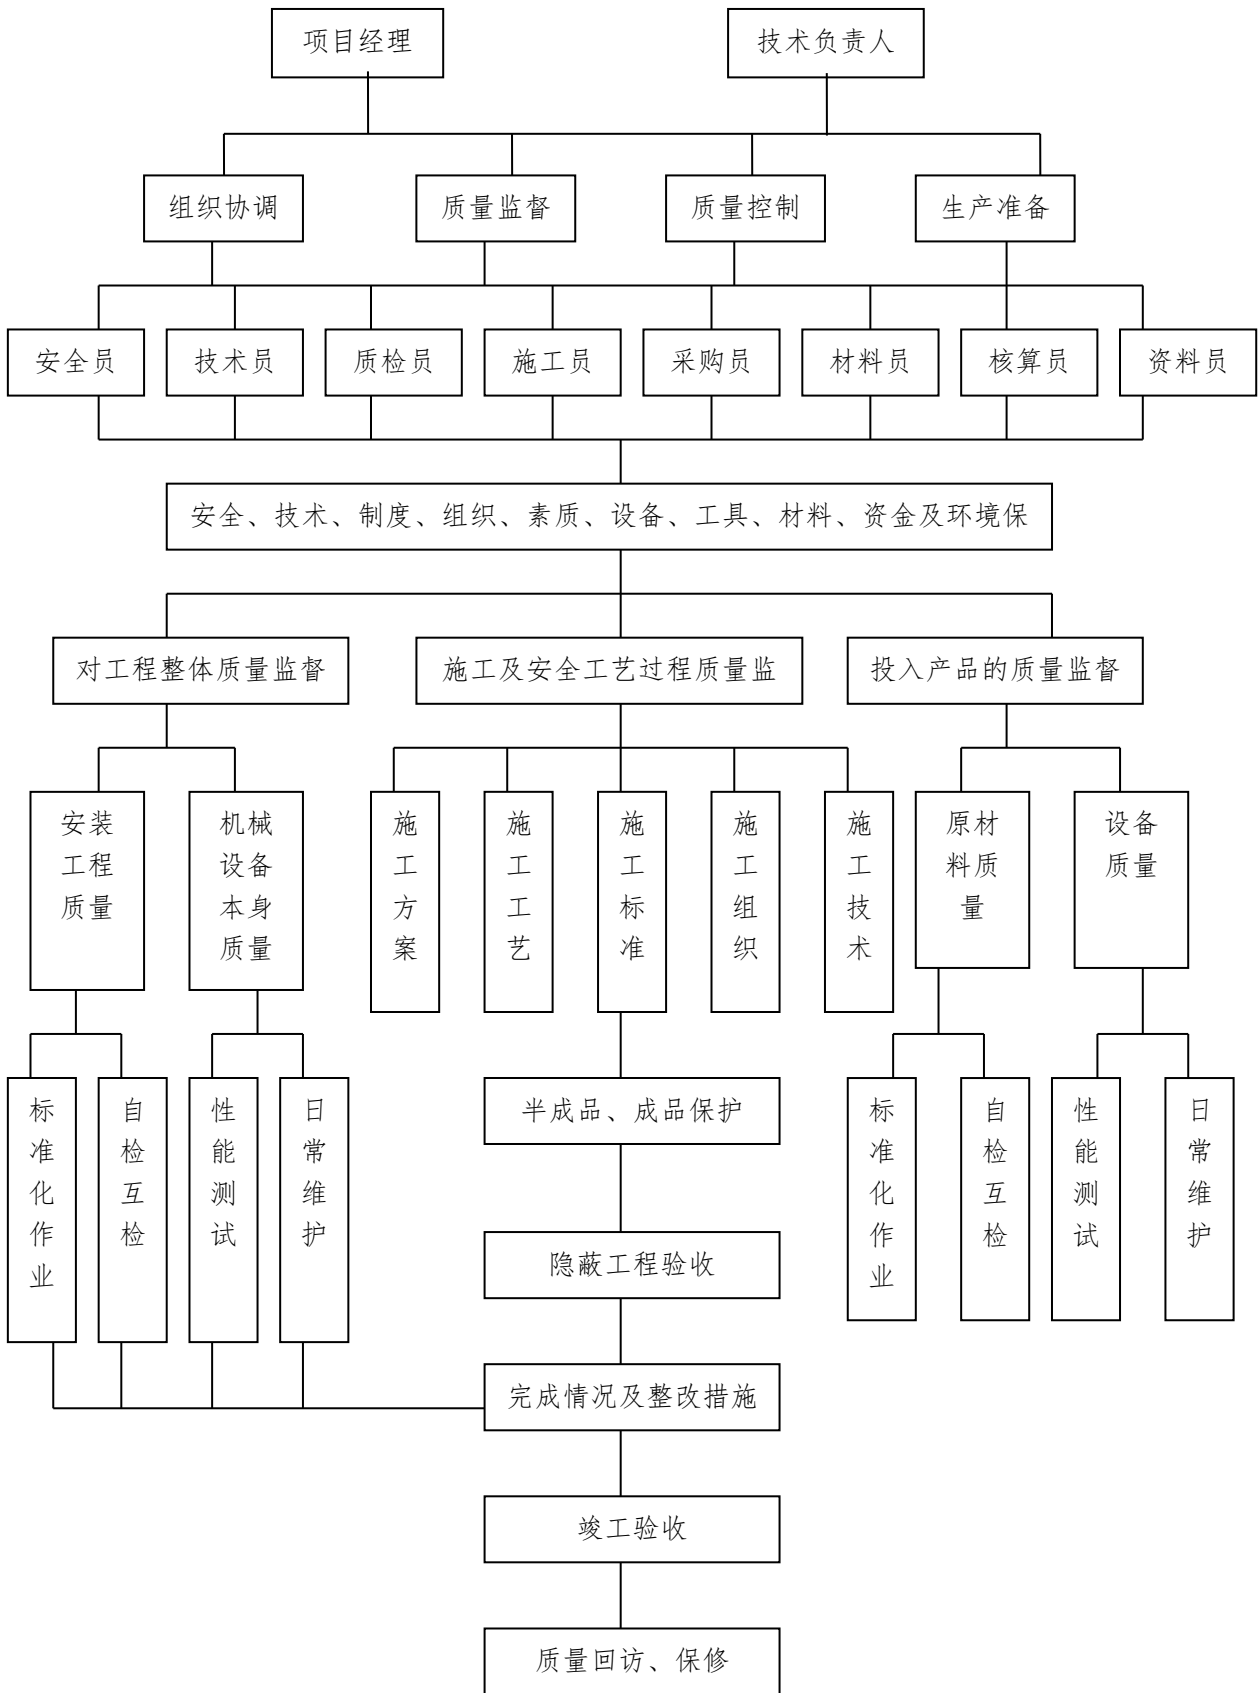 项目经理
技术负责人
组织协调
质量监督
质量控制
生产准备
安全员
技术员
质检员
施工员
采购员
材料员
核算员
资料员
安全、技术、制度、组织、素质、设备、工具、材料、资金及环境保
对工程整体质量监督
施工及安全工艺过程质量监
投入产品的质量监督
安装
工程
质量
机械
设备
本身
质量
施
工
方
案
施
工
工
艺
施
工
标
准
施
工
组
织
施
工
技
术
原材
料质
量
设备
质量
标
准
化
作
业
自
检
互
检
性
能
测
试
日
常
维
护
半成品、成品保护
标
准
化
作
业
自
检
互
检
性
能
测
试
日
常
维
护
隐蔽工程验收
完成情况及整改措施
竣工验收
质量回访、保修